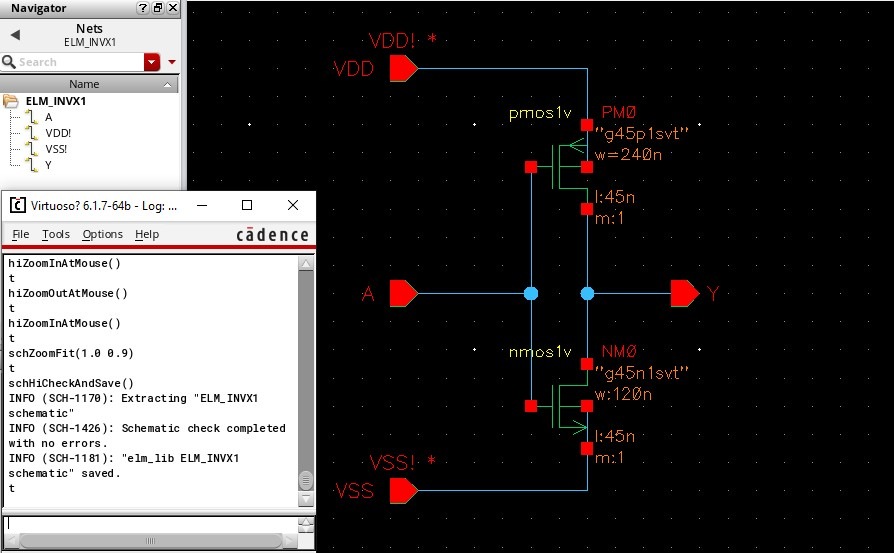 Navigator
Nets
ELM_INVX1
Search
Name
ELM_INVX1
A
VDD!
VSS!
Y
Virtuoso? 6.1.7-64b - Log: ...
File Tools Options Help
cādence
hiZoomInAtMouse()
t
hiZoomOutAtMouse()
t
hiZoomInAtMouse()
t
schZoomFit(1.0 0.9)
t
schHiCheckAndSave()
INFO (SCH-1170): Extracting "ELM_INVX1
schematic"
INFO (SCH-1426): Schematic check completed
with no errors.
INFO (SCH-1181): "elm_lib ELM_INVX1
schematic" saved.
t
VDD! *
VDD
pmos1v
PM0
"g45p1svt"
w=240n
l:45n
m:1
A
Y
nmos1v
NM0
"g45n1svt"
w:120n
l:45n
m:1
VSS! *
VSS